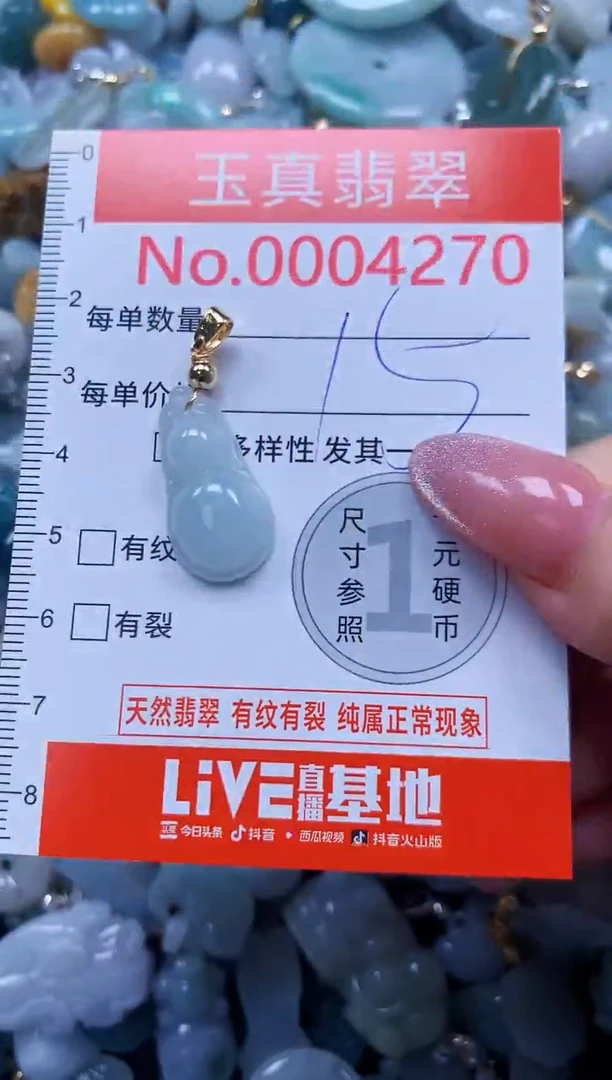 0
玉真翡翠
1
No.0004270
2
每单数量
15
3
每单价
4
多样性 发其一
5
有纹
尺寸参照
1
元硬币
6
有裂
7
天然翡翠 有纹有裂 纯属正常现象
8
LiVE直播基地
今日头条 抖音 西瓜视频 抖音火山版